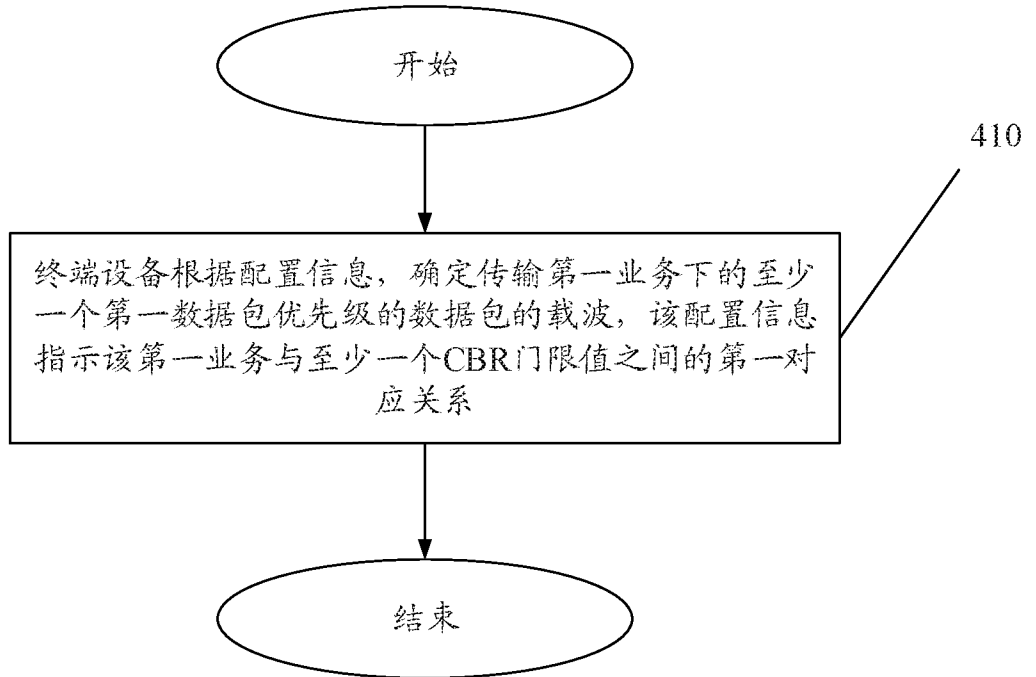 开始
410
终端设备根据配置信息，确定传输第一业务下的至少
一个第一数据包优先级的数据包的载波，该配置信息
指示该第一业务与至少一个CBR门限值之间的第一对
应关系
结束